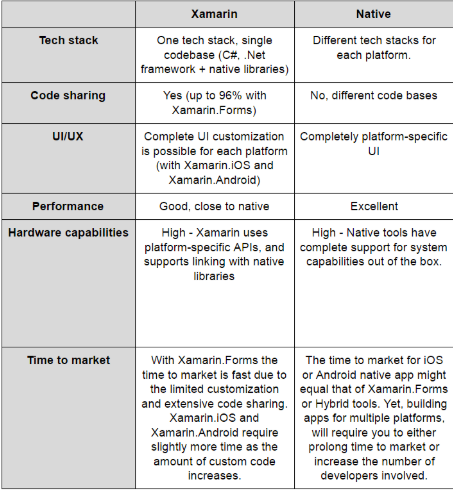 Xamarin
Native
Tech stack
One tech stack, single
codebase (C#, .Net
framework + native libraries)
Different tech stacks for
each platform.
Code sharing
Yes (up to 96% with
Xamarin.Forms)
No, different code bases
UI/UX
Complete UI customization
is possible for each platform
(with Xamarin.iOS and
Xamarin.Android)
Completely platform-specific
UI
Performance
Good, close to native
Excellent
Hardware capabilities
High - Xamarin uses
platform-specific APIs, and
supports linking with native
libraries
High - Native tools have
complete support for system
capabilities out of the box.
Time to market
With Xamarin.Forms the
time to market is fast due to
the limited customization
and extensive code sharing.
Xamarin.iOS and
Xamarin.Android require
slightly more time as the
amount of custom code
increases.
The time to market for iOS
or Android native app might
equal that of Xamarin.Forms
or Hybrid tools. Yet, building
apps for multiple platforms,
will require you to either
prolong time to market or
increase the number of
developers involved.